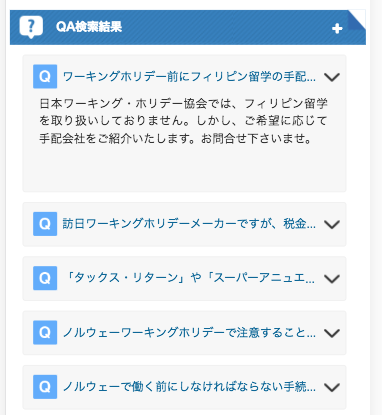 QA検索結果
Q ワーキングホリデー前にフィリピン留学の手配...
日本ワーキング・ホリデー協会では、フィリピン留学
を取り扱いしておりません。しかし、ご希望に応じて
手配会社をご紹介いたします。お問合せ下さいませ。
Q 訪日ワーキングホリデーメーカーですが、税金...
Q 「タックス・リターン」や「スーパーアニュエ...
Q ノルウェーワーキングホリデーで注意すること...
Q ノルウェーで働く前にしなければならない手続...